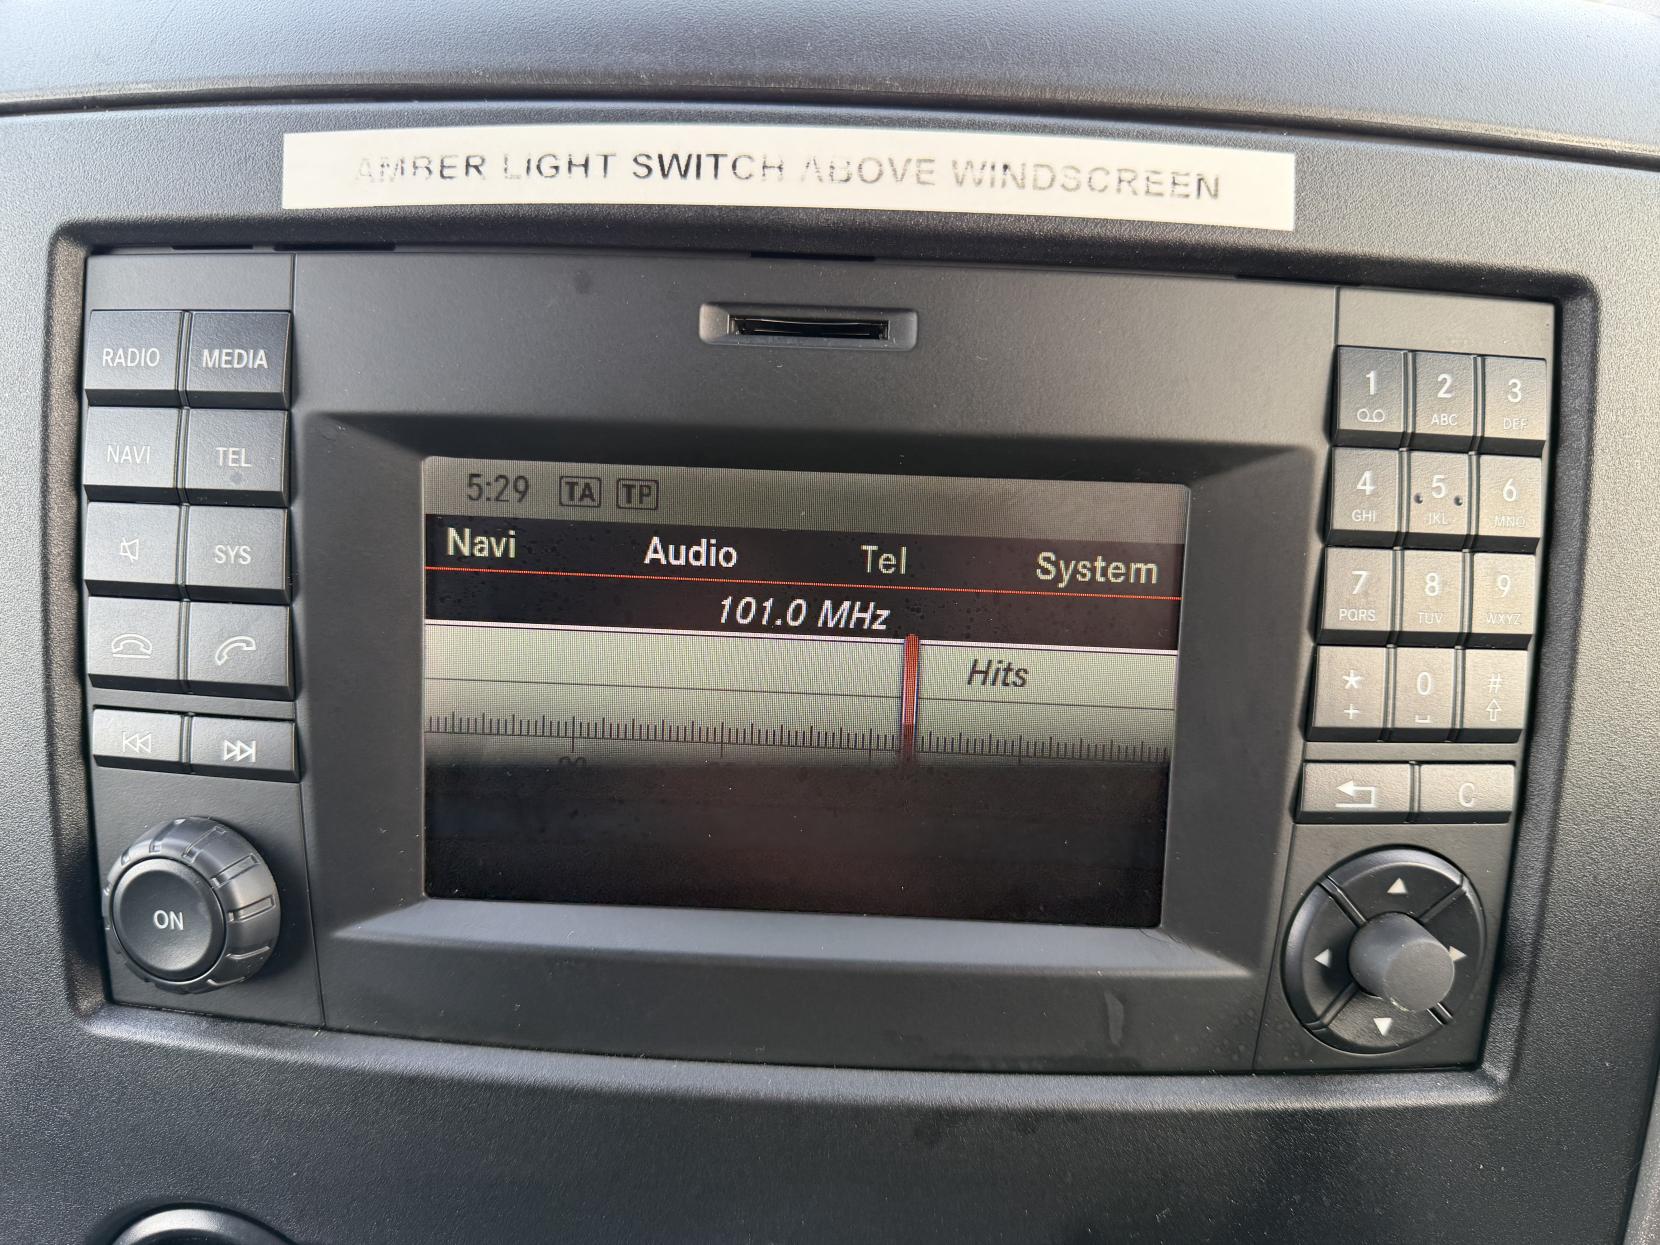 AMBER LIGHT SWITCH ABOVE WINDSCREEN
RADIO MEDIA
NAVI TEL
SYS
ON
5:29 TA TP
Navi Audio Tel System
101.0 MHz
Hits
1 2 ABC 3 DEF
4 GHI 5 JKL 6 MNO
7 PQRS 8 TUV 9 WXYZ
* + 0 #
C